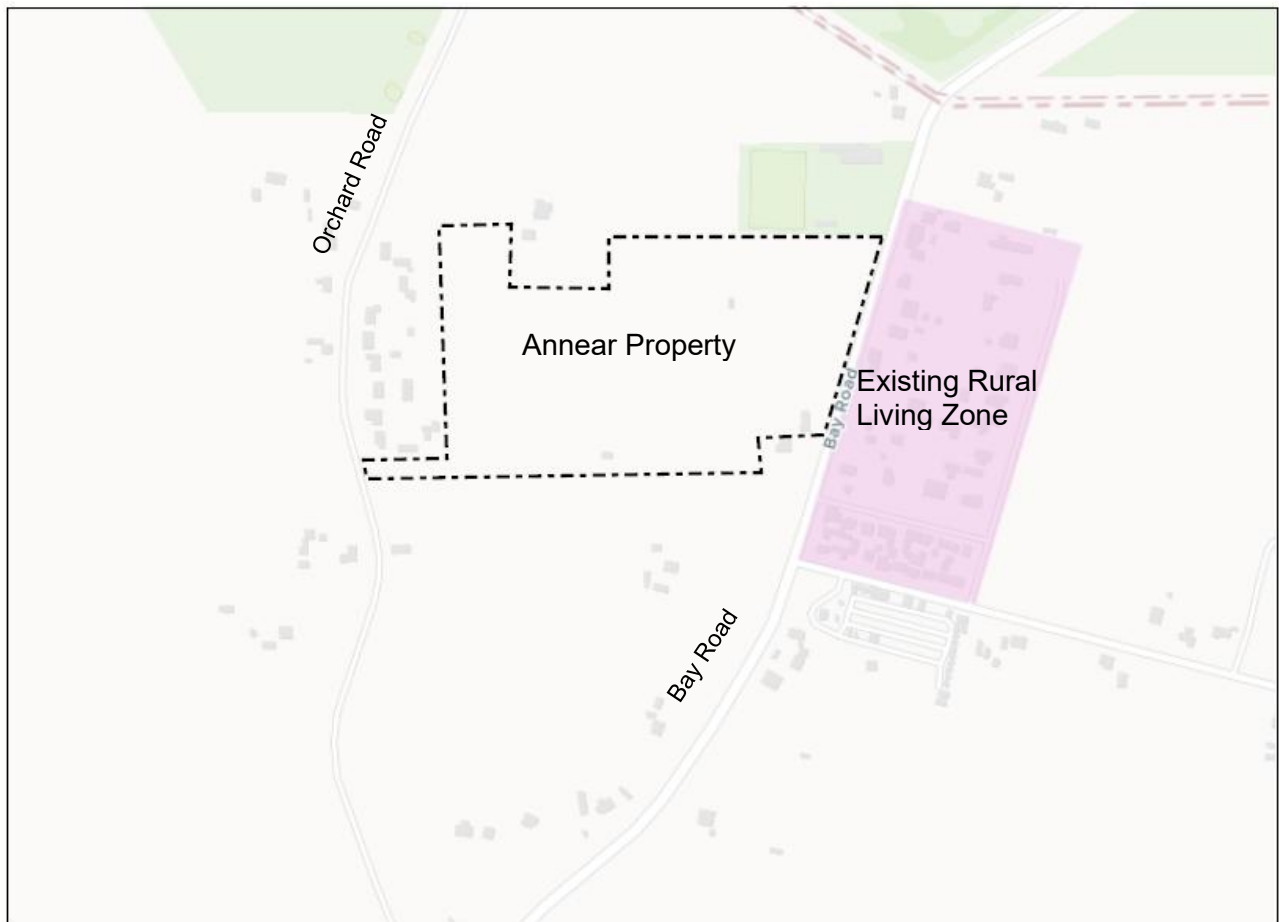 Orchard Road
Annear Property
Existing Rural
Living Zone
Bay Road
Bay Road